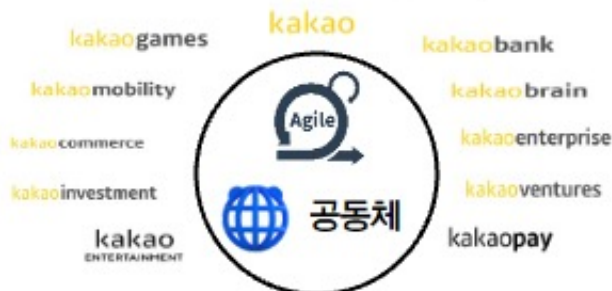 kakao
kakaogames
kakaobank
kakaomobility
kakaobrain
Agile
kakaocommerce
kakaoenterprise
kakaoinvestment
kakaoventures
공동체
kakao
ENTERTAINMENT
kakaopay